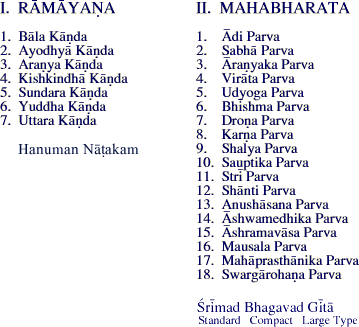 I. RĀMĀYAṆA
1. Bāla Kāṇḍa
2. Ayodhyā Kāṇḍa
3. Araṇya Kāṇḍa
4. Kishkindhā Kāṇḍa
5. Sundara Kāṇḍa
6. Yuddha Kāṇḍa
7. Uttara Kāṇḍa
Hanuman Nāṭakam
II. MAHABHARATA
1. Ādi Parva
2. Sabhā Parva
3. Āraṇyaka Parva
4. Virāta Parva
5. Udyoga Parva
6. Bhīshma Parva
7. Droṇa Parva
8. Karṇa Parva
9. Shalya Parva
10. Sauptika Parva
11. Strī Parva
12. Shānti Parva
13. Anushāsana Parva
14. Āshwamedhika Parva
15. Āshramavāsa Parva
16. Mausala Parva
17. Mahāprasthānika Parva
18. Swargārohaṇa Parva
Śrīmad Bhagavad Gītā
Standard Compact Large Type